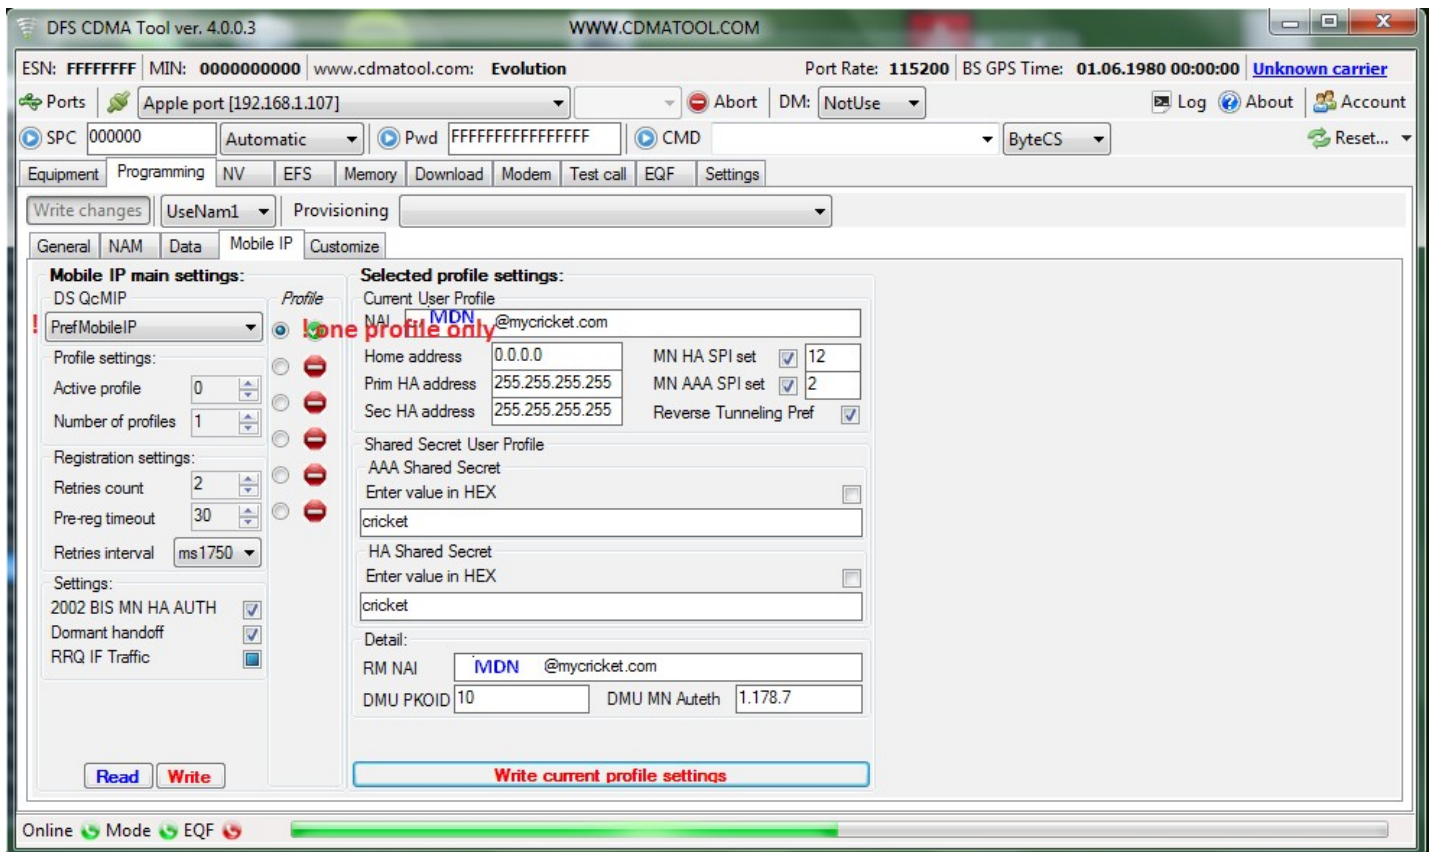 DFS CDMA Tool ver. 4.0.0.3 WWW.CDMATOOL.COM
ESN: FFFFFFFF MIN: 0000000000 www.cdmatool.com: Evolution Port Rate: 115200 BS GPS Time: 01.06.1980 00:00:00 Unknown carrier
Ports Apple port [192.168.1.107] Abort DM: NotUse Log About Account
SPC 000000 Automatic Pwd FFFFFFFFFFFFFFFF CMD ByteCS Reset...
Equipment Programming NV EFS Memory Download Modem Test call EQF Settings
Write changes UseNam1 Provisioning
General NAM Data Mobile IP Customize
Mobile IP main settings:
DS QcMIP Profile
! PrefMobileIP
Profile settings:
Active profile 0
Number of profiles 1
Registration settings:
Retries count 2
Pre-reg timeout 30
Retries interval ms1750
Settings:
2002 BIS MN HA AUTH
Dormant handoff
RRQ IF Traffic
Read Write
Selected profile settings:
Current User Profile
NAI MDN @mycricket.com
! one profile only
Home address 0.0.0.0 MN HA SPI set 12
Prim HA address 255.255.255.255 MN AAA SPI set 2
Sec HA address 255.255.255.255 Reverse Tunneling Pref
Shared Secret User Profile
AAA Shared Secret
Enter value in HEX
cricket
HA Shared Secret
Enter value in HEX
cricket
Detail:
RM NAI MDN @mycricket.com
DMU PKOID 10 DMU MN Auteth 1.178.7
Write current profile settings
Online Mode EQF